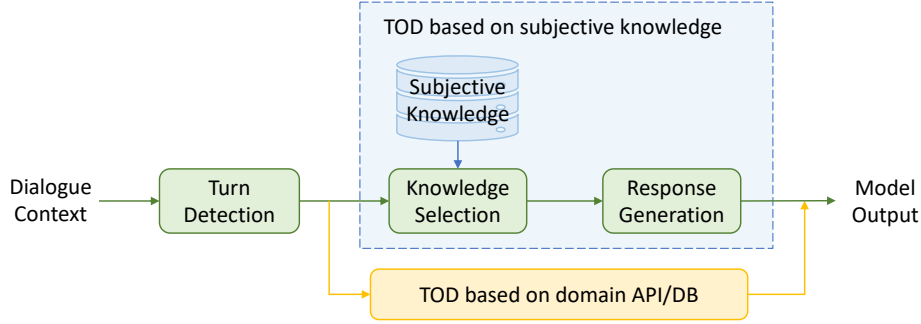 TOD based on subjective knowledge
Subjective
Knowledge
Dialogue
Context
Turn
Detection
Knowledge
Selection
Response
Generation
Model
Output
TOD based on domain API/DB